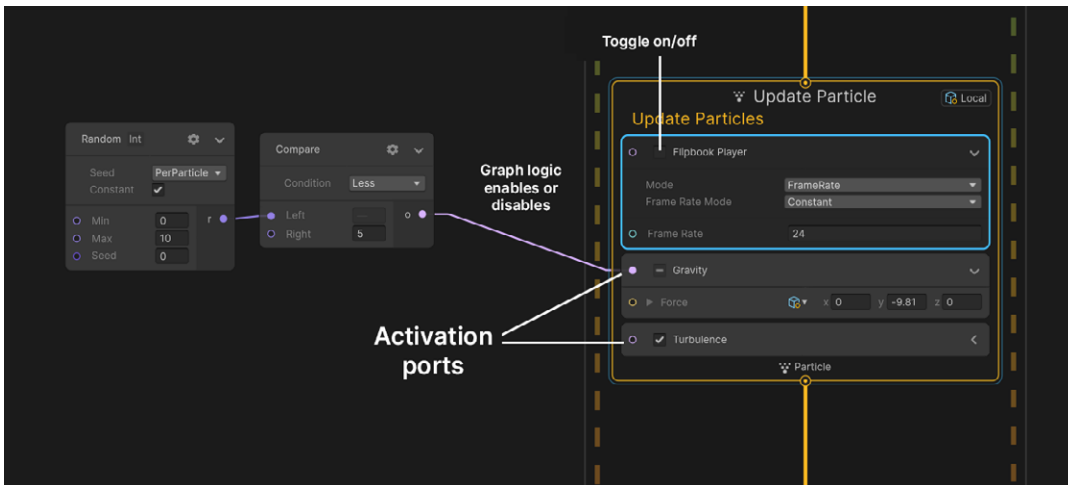 Toggle on/off
Update Particle
Local
Update Particles
Flipbook Player
Mode FrameRate
Frame Rate Mode Constant
Frame Rate 24
Gravity
Force x 0 y -9.81 z 0
Turbulence
Particle
Random Int
Seed PerParticle
Constant
Min 0 r
Max 10
Seed 0
Compare
Condition Less
Left o
Right 5
Graph logic
enables or
disables
Activation
ports